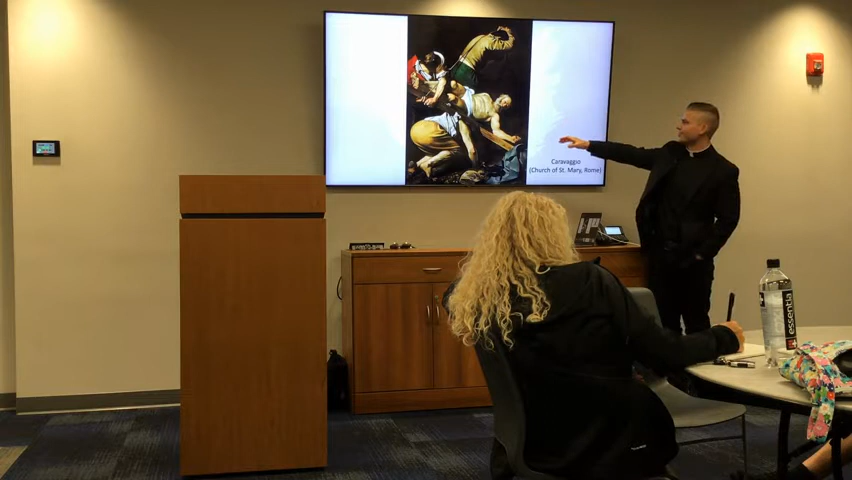 Caravaggio
(Church of St. Mary, Rome)
essentia